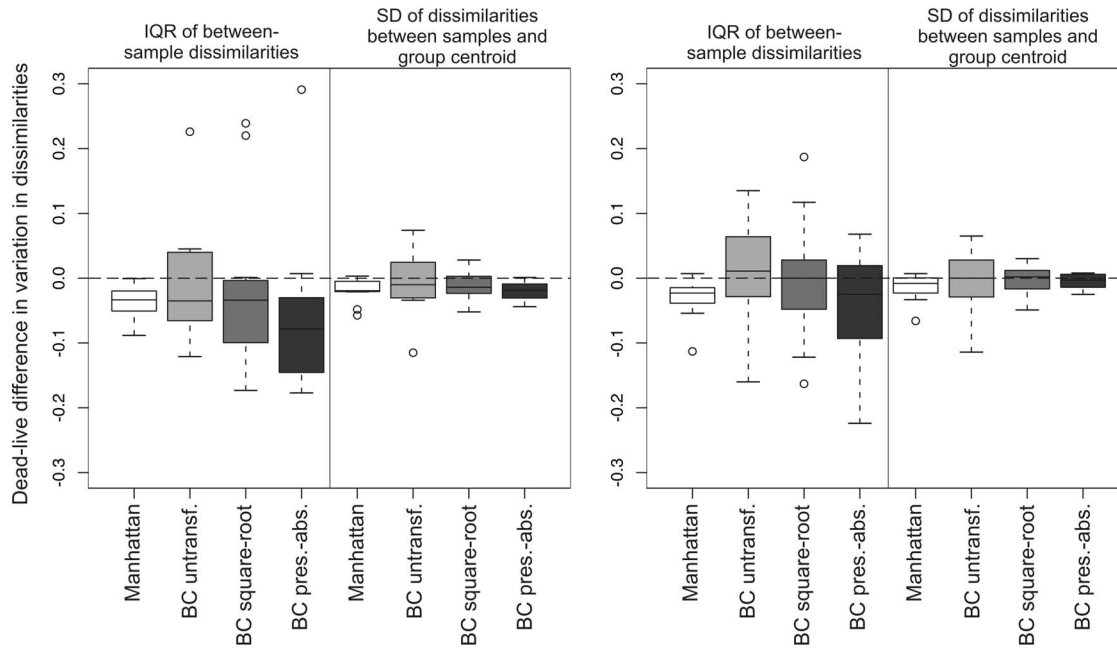 IQR of between-
sample dissimilarities
SD of dissimilarities
between samples and
group centroid
IQR of between-
sample dissimilarities
SD of dissimilarities
between samples and
group centroid
Dead-live difference in variation in dissimilarities
0.3
0.2
0.1
0.0
-0.1
-0.2
-0.3
0.3
0.2
0.1
0.0
-0.1
-0.2
-0.3
Manhattan
BC untransf.
BC square-root
BC pres.-abs.
Manhattan
BC untransf.
BC square-root
BC pres.-abs.
Manhattan
BC untransf.
BC square-root
BC pres.-abs.
Manhattan
BC untransf.
BC square-root
BC pres.-abs.